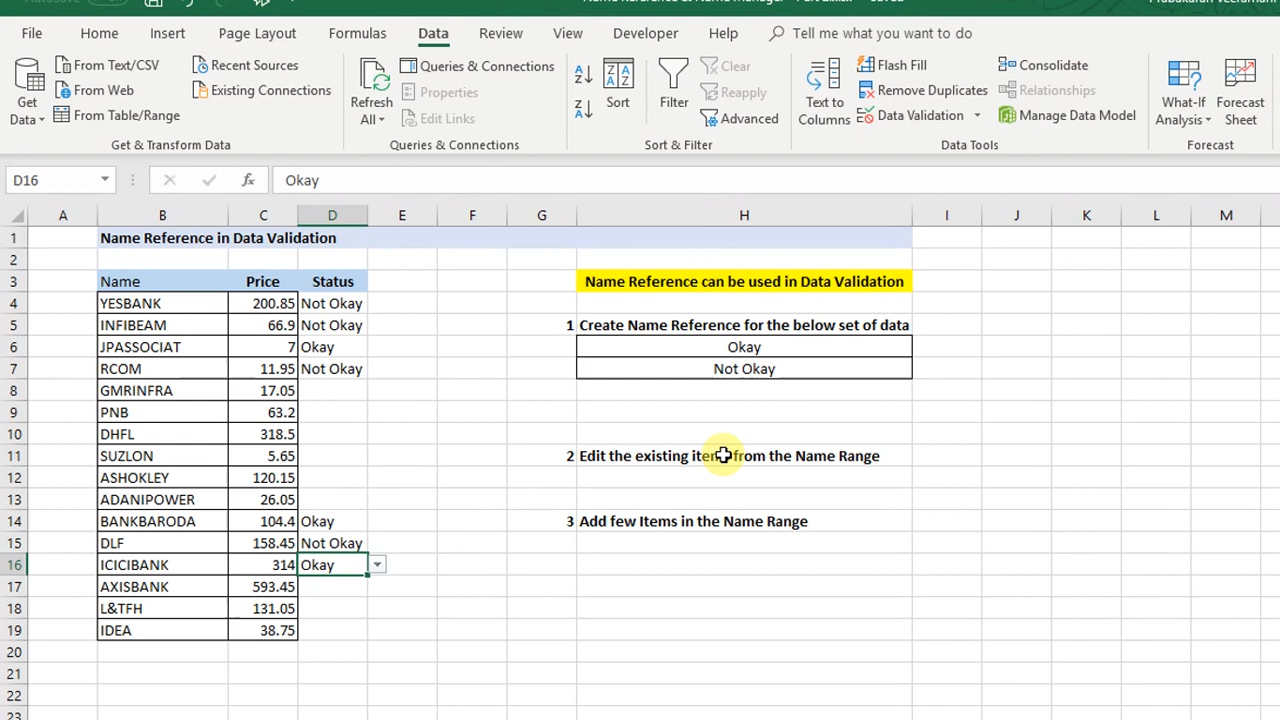 File Home Insert Page Layout Formulas Data Review View Developer Help Tell me what you want to do
Get Data
From Text/CSV
From Web
From Table/Range
Recent Sources
Existing Connections
Get & Transform Data
Refresh All
Queries & Connections
Properties
Edit Links
Queries & Connections
Sort
Filter
Clear
Reapply
Advanced
Sort & Filter
Text to Columns
Flash Fill
Remove Duplicates
Data Validation
Consolidate
Relationships
Manage Data Model
Data Tools
What-If Analysis
Forecast Sheet
Forecast
D16 fx Okay
A B C D E F G H I J K L M
1 Name Reference in Data Validation
2
3 Name Price Status Name Reference can be used in Data Validation
4 YESBANK 200.85 Not Okay
5 INFIBEAM 66.9 Not Okay 1 Create Name Reference for the below set of data
6 JPASSOCIAT 7 Okay Okay
7 RCOM 11.95 Not Okay Not Okay
8 GMRINFRA 17.05
9 PNB 63.2
10 DHFL 318.5
11 SUZLON 5.65 2 Edit the existing item from the Name Range
12 ASHOKLEY 120.15
13 ADANIPOWER 26.05
14 BANKBARODA 104.4 Okay 3 Add few Items in the Name Range
15 DLF 158.45 Not Okay
16 ICICIBANK 314 Okay
17 AXISBANK 593.45
18 L&TFH 131.05
19 IDEA 38.75
20
21
22
23